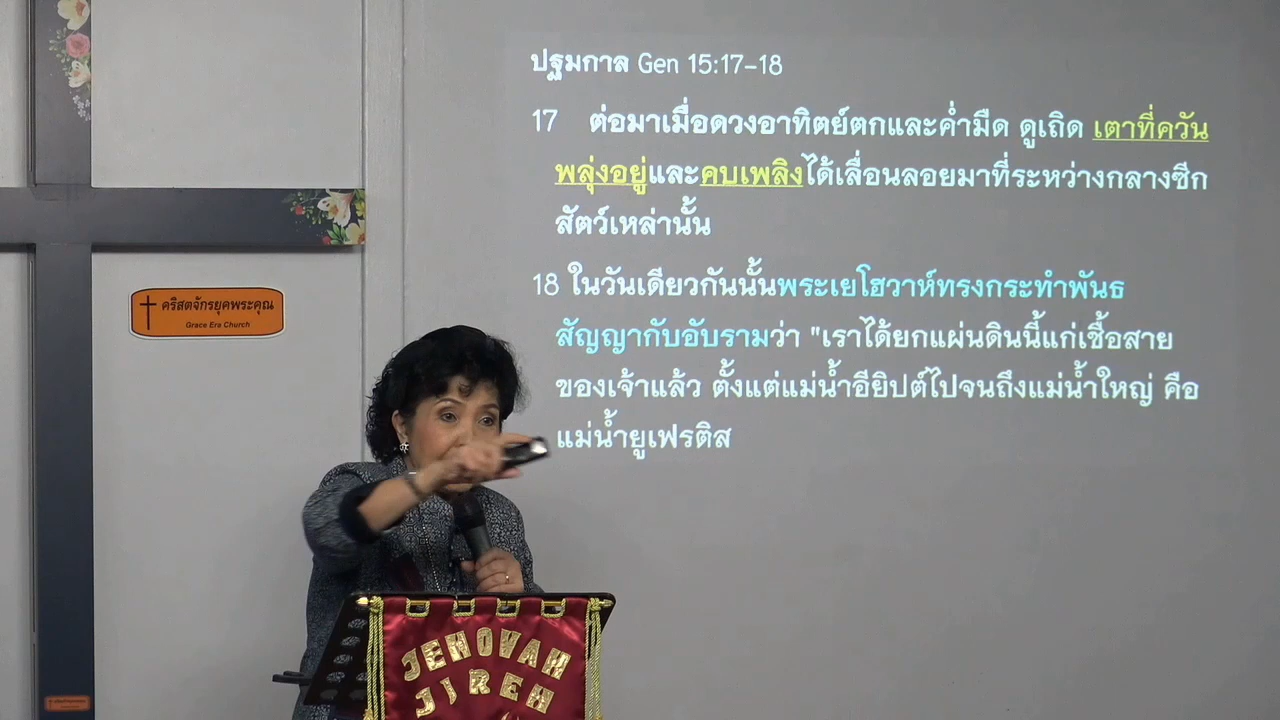 ปฐมกาล Gen 15:17-18
17 ต่อมาเมื่อดวงอาทิตย์ตกและค่ำมืด ดูเถิด เตาที่ควัน
พลุ่งอยู่และคบเพลิงได้เลื่อนลอยมาที่ระหว่างกลางซีก
สัตว์เหล่านั้น
18 ในวันเดียวกันนั้นพระเยโฮวาห์ทรงกระทำพันธ
สัญญากับอับรามว่า "เราได้ยกแผ่นดินนี้แก่เชื้อสาย
ของเจ้าแล้ว ตั้งแต่แม่น้ำอียิปต์ไปจนถึงแม่น้ำใหญ่ คือ
แม่น้ำยูเฟรติส
คริสตจักรยุคพระคุณ
Grace Era Church
JEHOVAH
JIREH